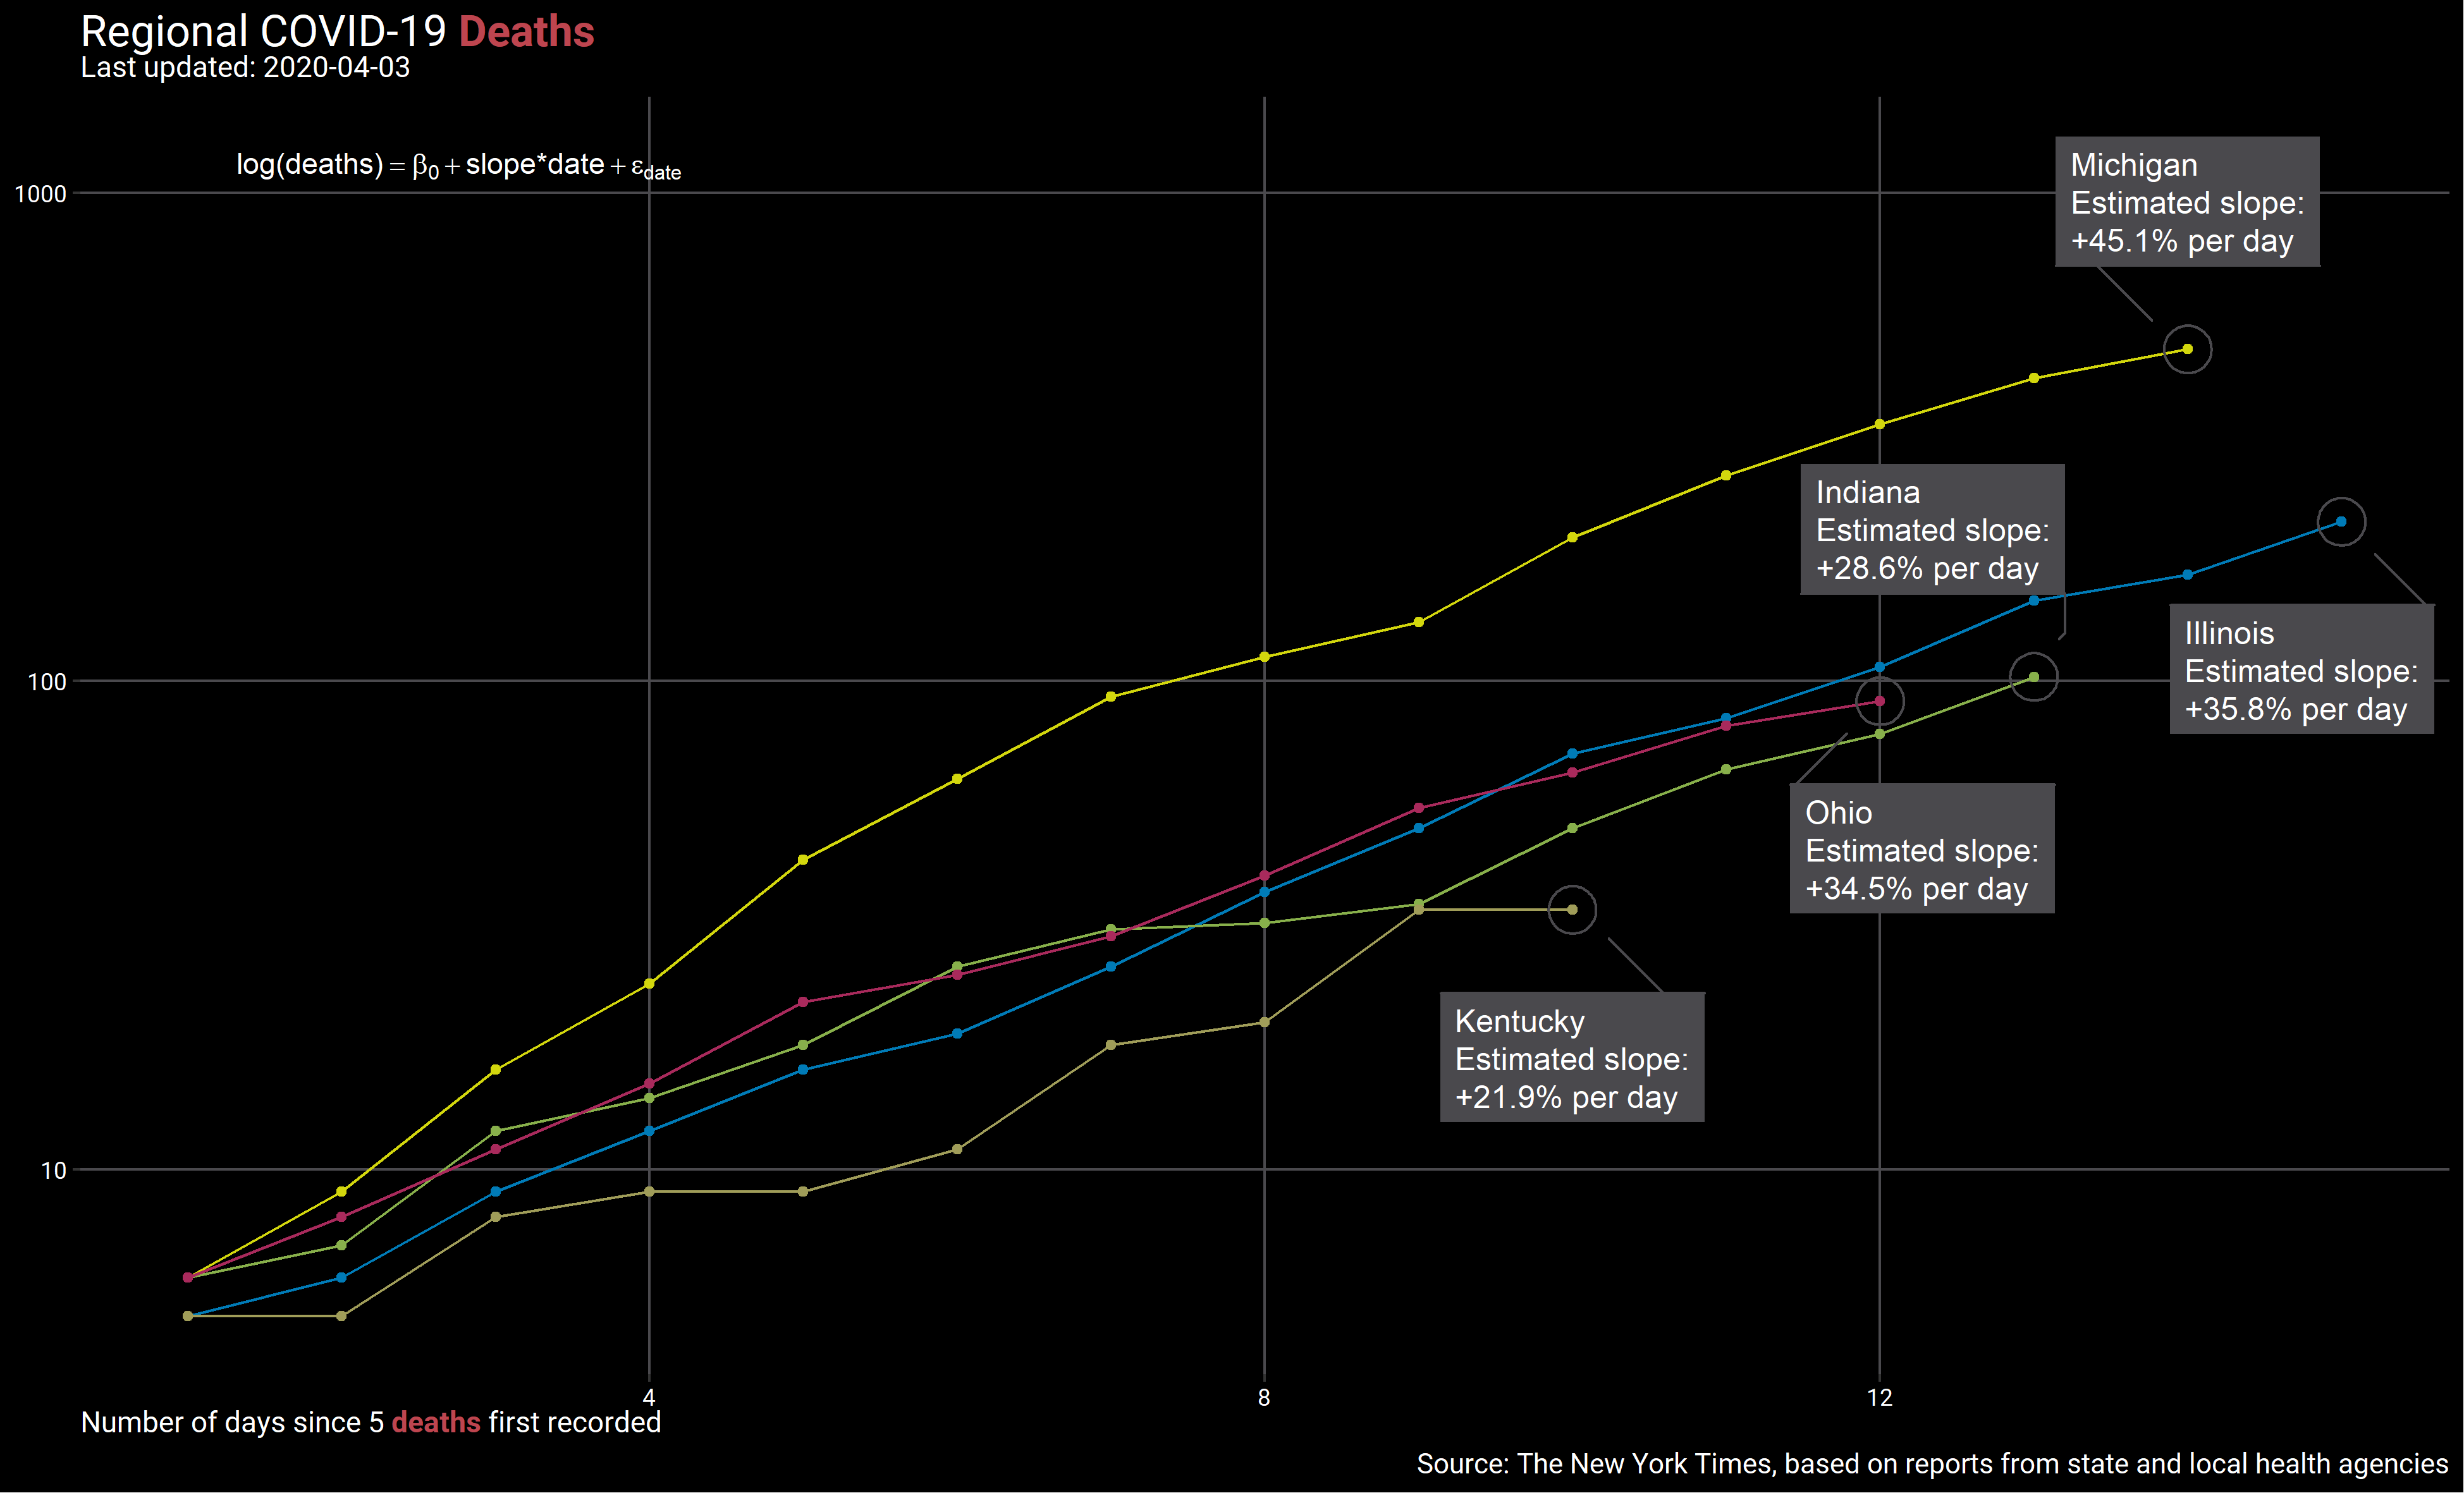 Regional COVID-19 Deaths
Last updated: 2020-04-03
log(deaths) = β0 + slope*date + εdate
1000
100
10
Michigan
Estimated slope:
+45.1% per day
Indiana
Estimated slope:
+28.6% per day
Illinois
Estimated slope:
+35.8% per day
Ohio
Estimated slope:
+34.5% per day
Kentucky
Estimated slope:
+21.9% per day
4
8
12
Number of days since 5 deaths first recorded
Source: The New York Times, based on reports from state and local health agencies